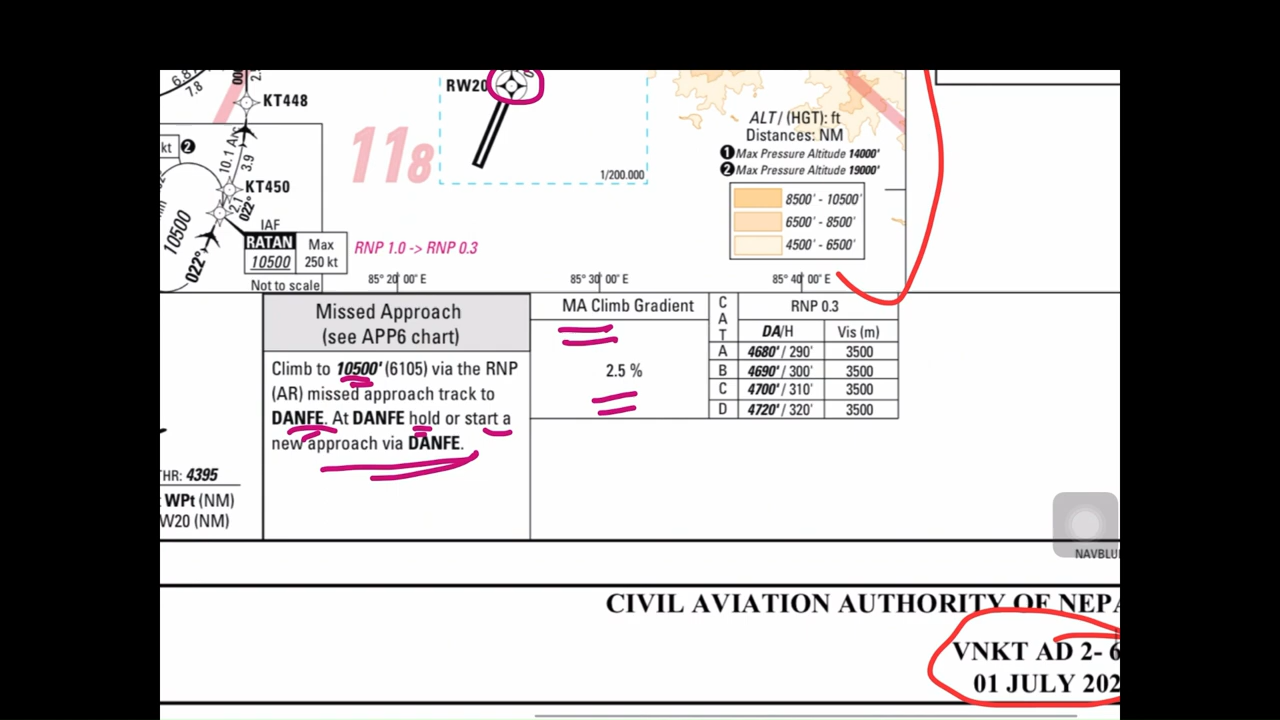 RW20
KT448
7.8
10.1 Arc
3.9
kt 2
118
KT450
2.1
022°
10500
022°
IAF
RATAN
10500
Max
250 kt
Not to scale
RNP 1.0 -> RNP 0.3
1/200.000
ALT/ (HGT): ft
Distances: NM
1 Max Pressure Altitude 14000'
2 Max Pressure Altitude 19000'
8500' - 10500'
6500' - 8500'
4500' - 6500'
85° 20' 00" E
85° 30' 00" E
85° 40' 00" E
Missed Approach
(see APP6 chart)
Climb to 10500' (6105) via the RNP
(AR) missed approach track to
DANFE. At DANFE hold or start a
new approach via DANFE.
MA Climb Gradient
2.5 %
CAT
RNP 0.3
DA/H Vis (m)
A 4680' / 290' 3500
B 4690' / 300' 3500
C 4700' / 310' 3500
D 4720' / 320' 3500
THR: 4395
WPt (NM)
W20 (NM)
NAVBLU
CIVIL AVIATION AUTHORITY OF NEPA
VNKT AD 2- 6
01 JULY 202